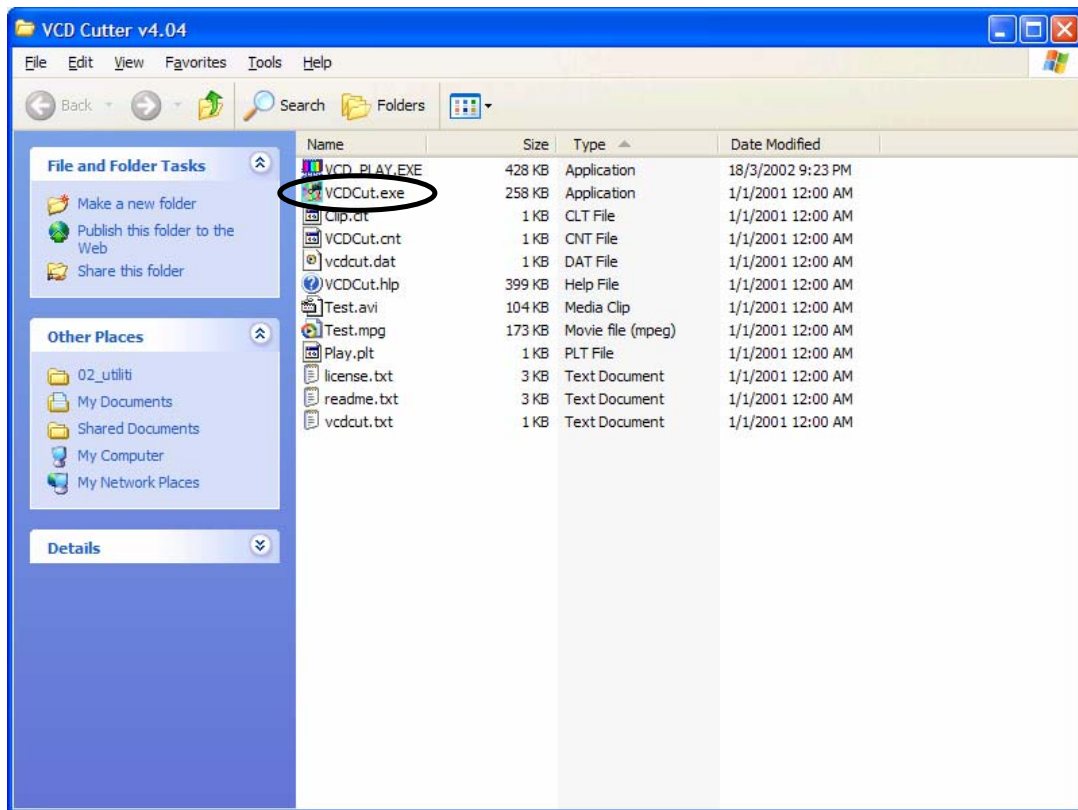 VCD Cutter v4.04
File Edit View Favorites Tools Help
Back Search Folders
File and Folder Tasks
Make a new folder
Publish this folder to the
Web
Share this folder
Other Places
02_utiliti
My Documents
Shared Documents
My Computer
My Network Places
Details
Name Size Type Date Modified
VCD_PLAY.EXE 428 KB Application 18/3/2002 9:23 PM
VCDCut.exe 258 KB Application 1/1/2001 12:00 AM
Clip.clt 1 KB CLT File 1/1/2001 12:00 AM
VCDCut.cnt 1 KB CNT File 1/1/2001 12:00 AM
vcdcut.dat 1 KB DAT File 1/1/2001 12:00 AM
VCDCut.hlp 399 KB Help File 1/1/2001 12:00 AM
Test.avi 104 KB Media Clip 1/1/2001 12:00 AM
Test.mpg 173 KB Movie file (mpeg) 1/1/2001 12:00 AM
Play.plt 1 KB PLT File 1/1/2001 12:00 AM
license.txt 3 KB Text Document 1/1/2001 12:00 AM
readme.txt 3 KB Text Document 1/1/2001 12:00 AM
vcdcut.txt 1 KB Text Document 1/1/2001 12:00 AM